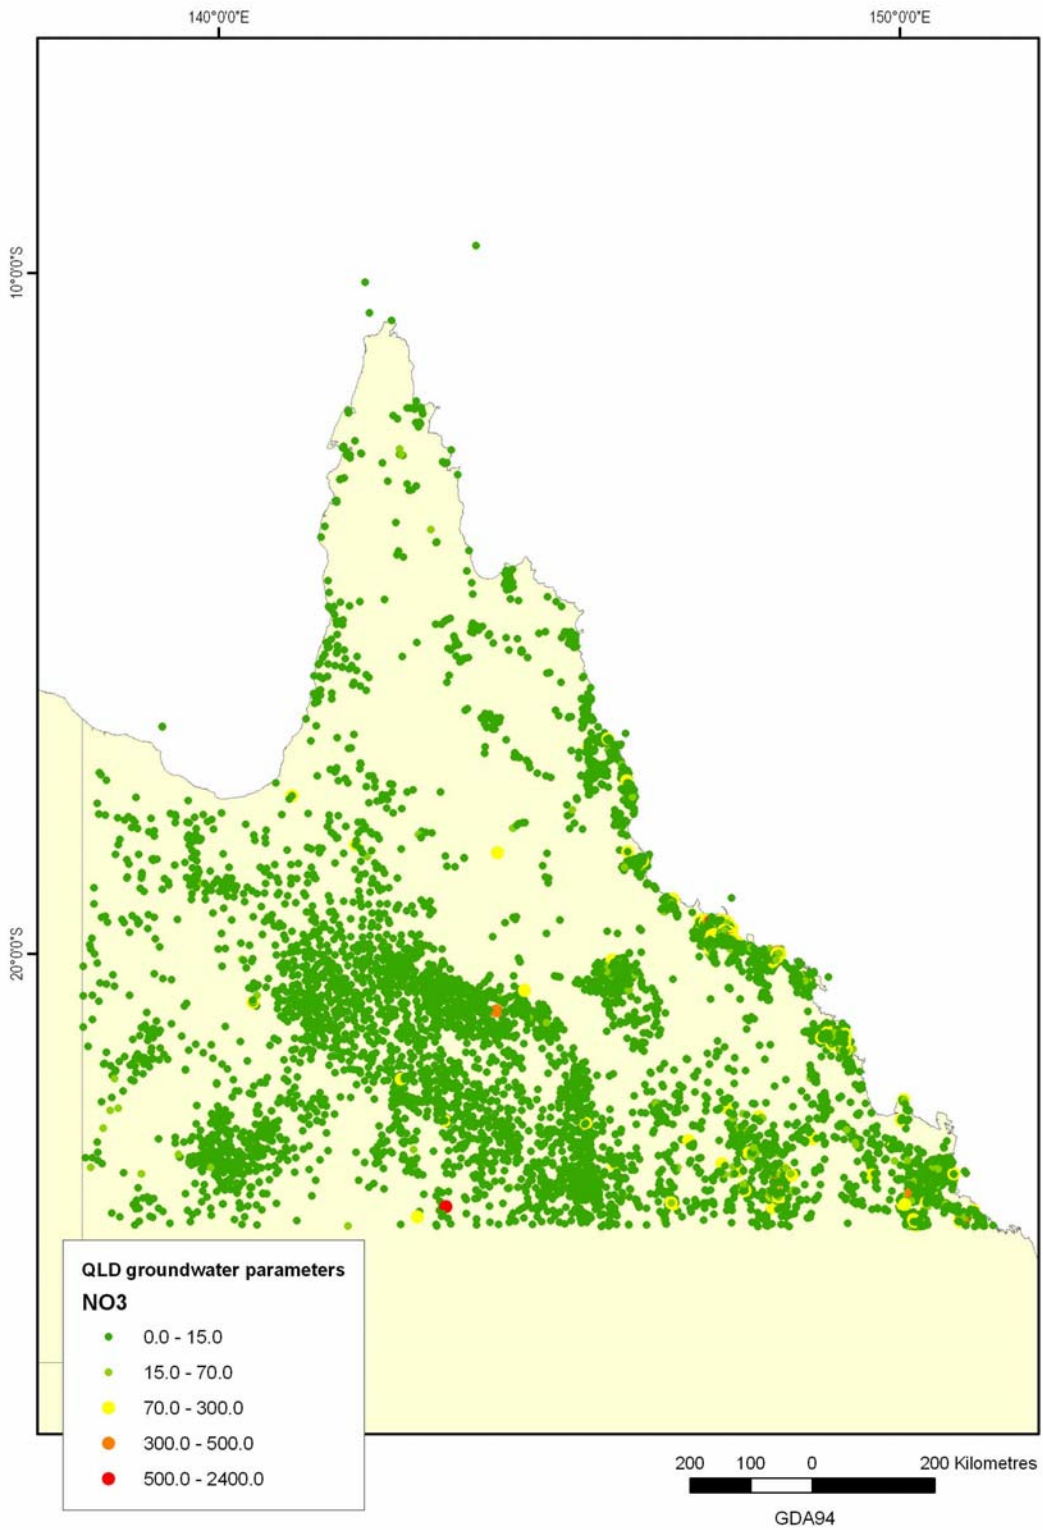 140°0'0"E
150°0'0"E
10°0'0"S
20°0'0"S
QLD groundwater parameters
NO3
0.0 - 15.0
15.0 - 70.0
70.0 - 300.0
300.0 - 500.0
500.0 - 2400.0
200 100 0 200 Kilometres
GDA94